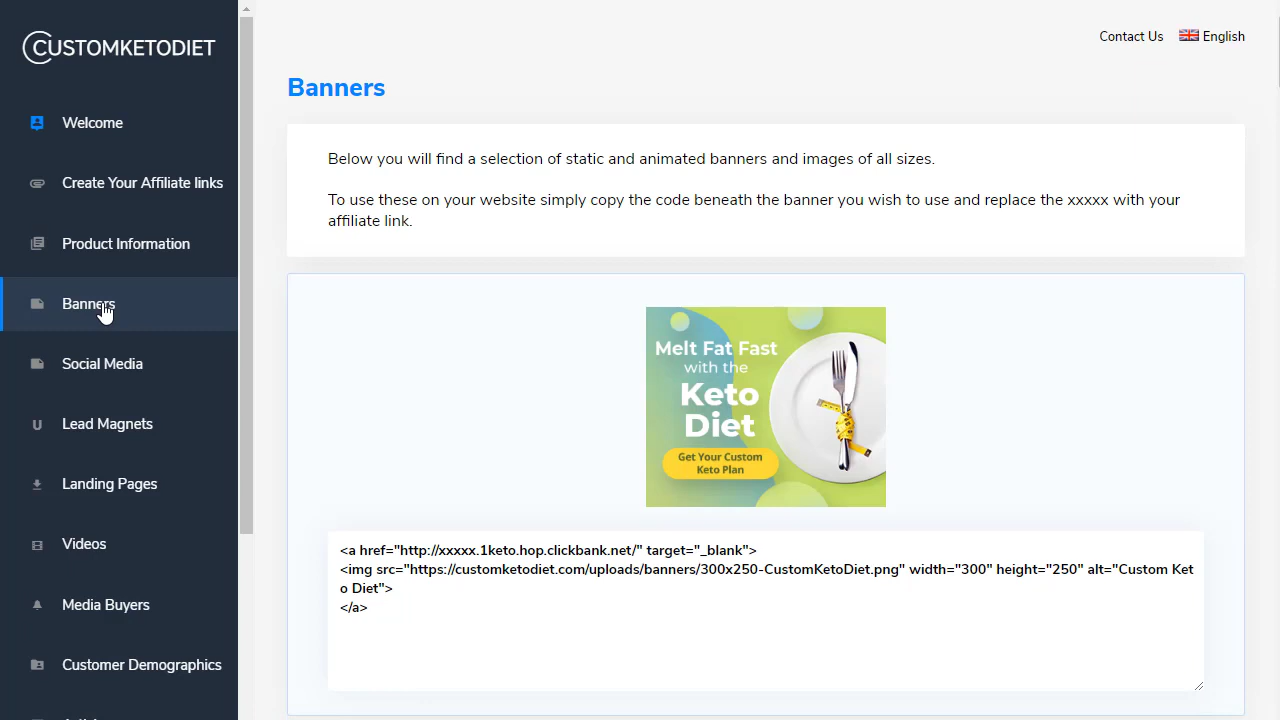 CUSTOMKETODIET
Contact Us
English
Welcome
Create Your Affiliate links
Product Information
Banners
Social Media
Lead Magnets
Landing Pages
Videos
Media Buyers
Customer Demographics
Banners
Below you will find a selection of static and animated banners and images of all sizes.
To use these on your website simply copy the code beneath the banner you wish to use and replace the xxxxx with your
affiliate link.
Melt Fat Fast
with the
Keto
Diet
Get Your Custom
Keto Plan
<a href="http://xxxxx.1keto.hop.clickbank.net/" target="_blank">
<img src="https://customketodiet.com/uploads/banners/300x250-CustomKetoDiet.png" width="300" height="250" alt="Custom Ket
o Diet">
</a>